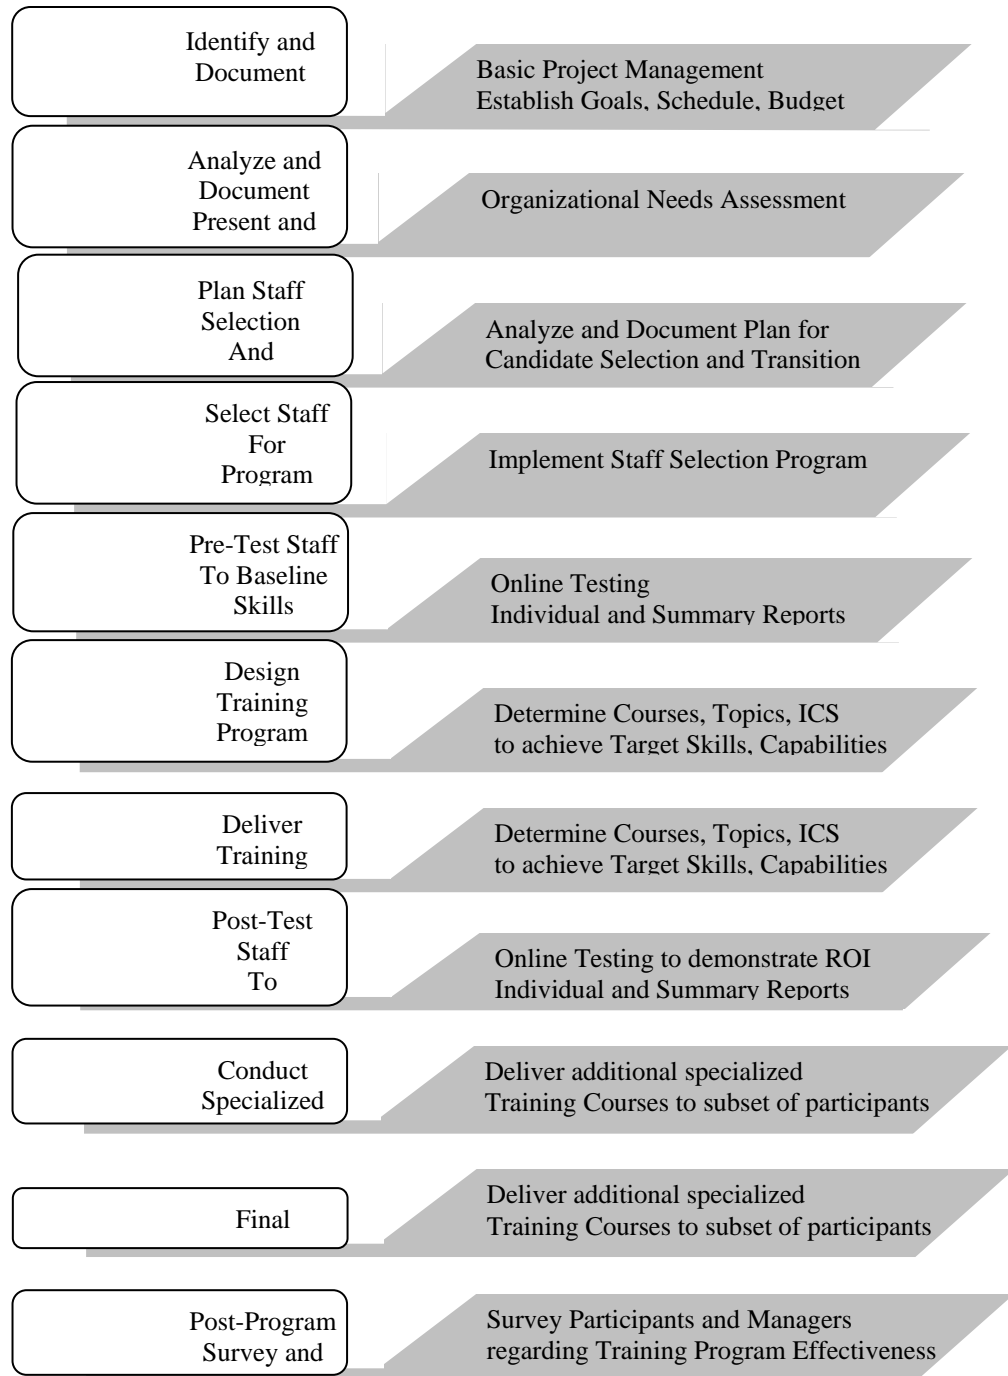 Identify and
Document
Basic Project Management
Establish Goals, Schedule, Budget
Analyze and
Document
Present and
Organizational Needs Assessment
Plan Staff
Selection
And
Analyze and Document Plan for
Candidate Selection and Transition
Select Staff
For
Program
Implement Staff Selection Program
Pre-Test Staff
To Baseline
Skills
Online Testing
Individual and Summary Reports
Design
Training
Program
Determine Courses, Topics, ICS
to achieve Target Skills, Capabilities
Deliver
Training
Determine Courses, Topics, ICS
to achieve Target Skills, Capabilities
Post-Test
Staff
To
Online Testing to demonstrate ROI
Individual and Summary Reports
Conduct
Specialized
Deliver additional specialized
Training Courses to subset of participants
Final
Deliver additional specialized
Training Courses to subset of participants
Post-Program
Survey and
Survey Participants and Managers
regarding Training Program Effectiveness